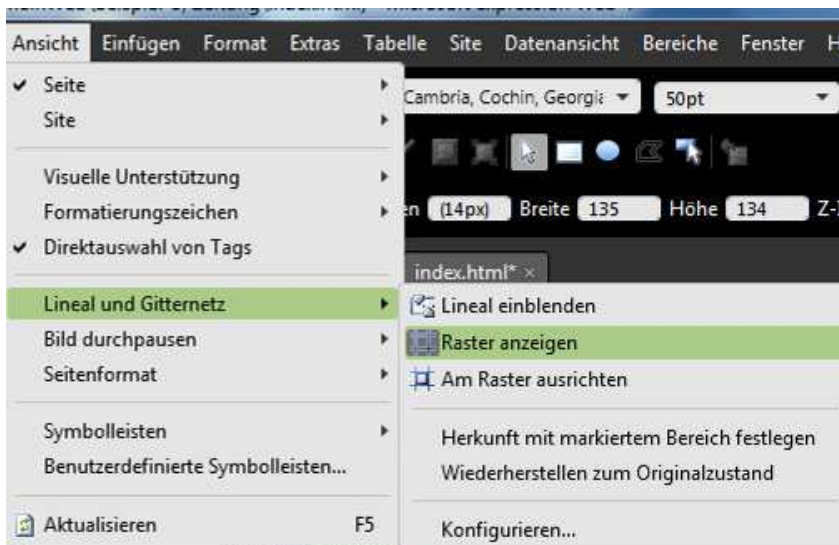 Ansicht Einfügen Format Extras Tabelle Site Datenansicht Bereiche Fenster
Seite
Site
Visuelle Unterstützung
Formatierungszeichen
Direktauswahl von Tags
Lineal und Gitternetz
Bild durchpausen
Seitenformat
Symbolleisten
Benutzerdefinierte Symbolleisten...
Aktualisieren F5
Cambria, Cochin, Georgia 50pt
en (14px) Breite 135 Höhe 134 Z-
index.html* ×
Lineal einblenden
Raster anzeigen
Am Raster ausrichten
Herkunft mit markiertem Bereich festlegen
Wiederherstellen zum Originalzustand
Konfigurieren...